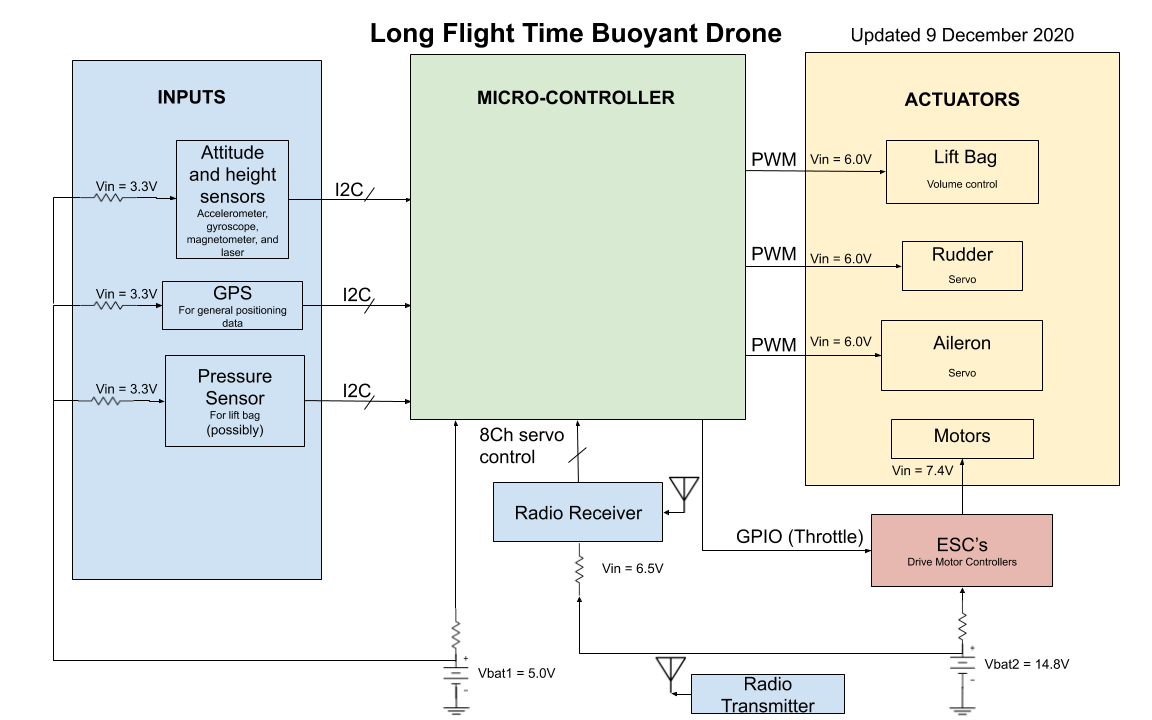 Long Flight Time Buoyant Drone
Updated 9 December 2020
INPUTS
MICRO-CONTROLLER
ACTUATORS
Vin = 3.3V
Attitude
and height
sensors
Accelerometer,
gyroscope,
magnetometer, and
laser
I2C
PWM
Vin = 6.0V
Lift Bag
Volume control
Vin = 3.3V
GPS
For general positioning
data
I2C
PWM
Vin = 6.0V
Rudder
Servo
Vin = 3.3V
Pressure
Sensor
For lift bag
(possibly)
I2C
PWM
Vin = 6.0V
Aileron
Servo
Motors
Vin = 7.4V
8Ch servo
control
Radio Receiver
GPIO (Throttle)
ESC's
Drive Motor Controllers
Vin = 6.5V
+
-
Vbat1 = 5.0V
+
-
Vbat2 = 14.8V
Radio
Transmitter